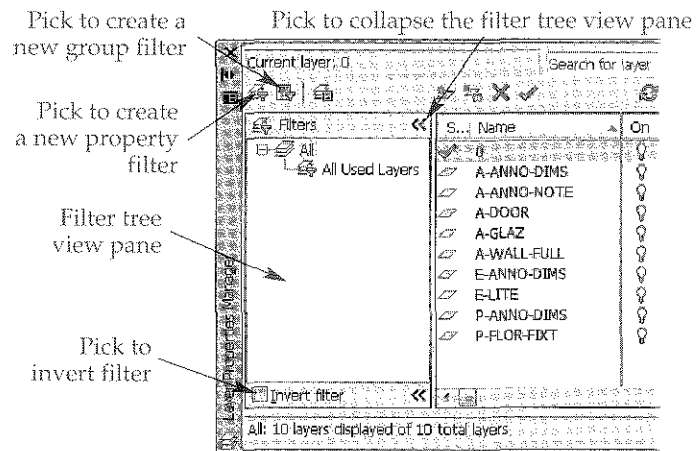 Pick to create a
new group filter
Pick to collapse the filter tree view pane
Pick to create
a new property
filter
Filter tree
view pane
Pick to
invert filter
Current layer: 0
Search for layer
Filters
All
All Used Layers
S... Name On
0
A-ANNO-DIMS
A-ANNO-NOTE
A-DOOR
A-GLAZ
A-WALL-FULL
E-ANNO-DIMS
E-LITE
P-ANNO-DIMS
P-FLOR-FIXT
Invert filter
Layer Properties Manager
All: 10 layers displayed of 10 total layers